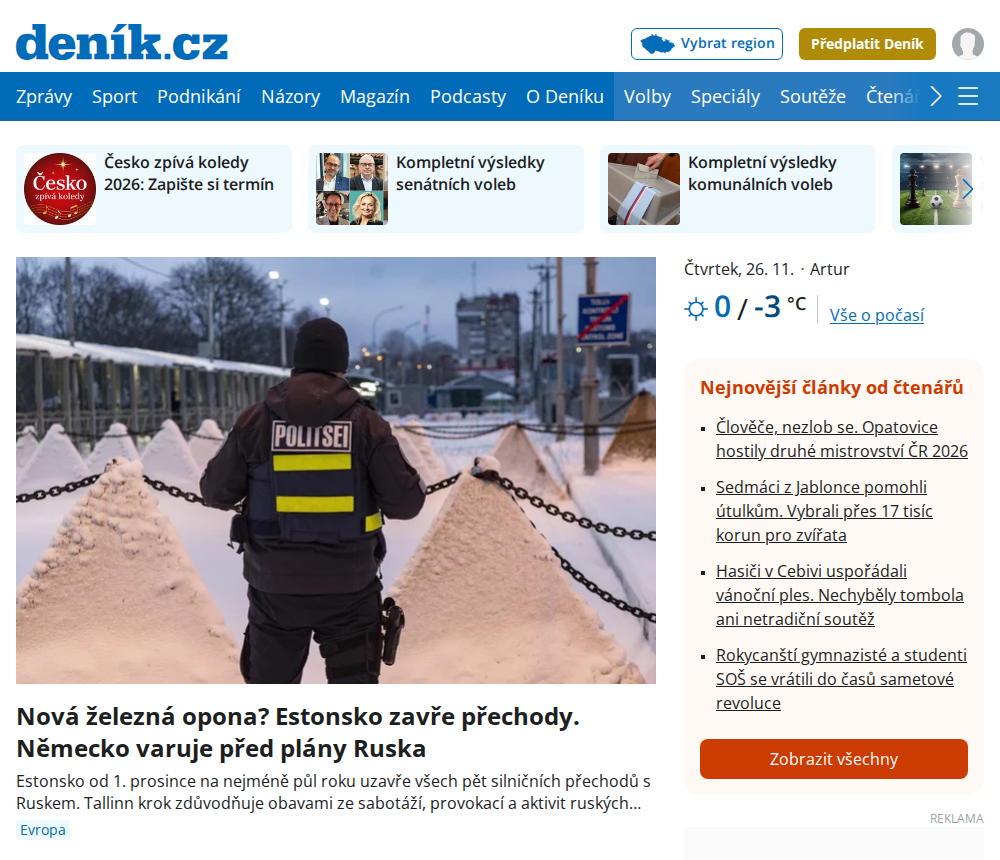 deník.cz
Vybrat region
Předplatit Deník
Zprávy Sport Podnikání Názory Magazín Podcasty O Deníku Volby Speciály Soutěže Čtenář
Česko zpívá koledy
2026: Zapište si termín
Česko
zpívá koledy
Kompletní výsledky
senátních voleb
Kompletní výsledky
komunálních voleb
Čtvrtek, 26. 11. · Artur
0 / -3 °C
Vše o počasí
POLITSEI
Nejnovější články od čtenářů
Člověče, nezlob se. Opatovice
hostily druhé mistrovství ČR 2026
Sedmáci z Jablonce pomohli
útulkům. Vybrali přes 17 tisíc
korun pro zvířata
Hasiči v Cebivi uspořádali
vánoční ples. Nechyběly tombola
ani netradiční soutěž
Rokycanští gymnazisté a studenti
SOŠ se vrátili do časů sametové
revoluce
Zobrazit všechny
REKLAMA
Nová železná opona? Estonsko zavře přechody.
Německo varuje před plány Ruska
Estonsko od 1. prosince na nejméně půl roku uzavře všech pět silničních přechodů s
Ruskem. Tallinn krok zdůvodňuje obavami ze sabotáží, provokací a aktivit ruských...
Evropa